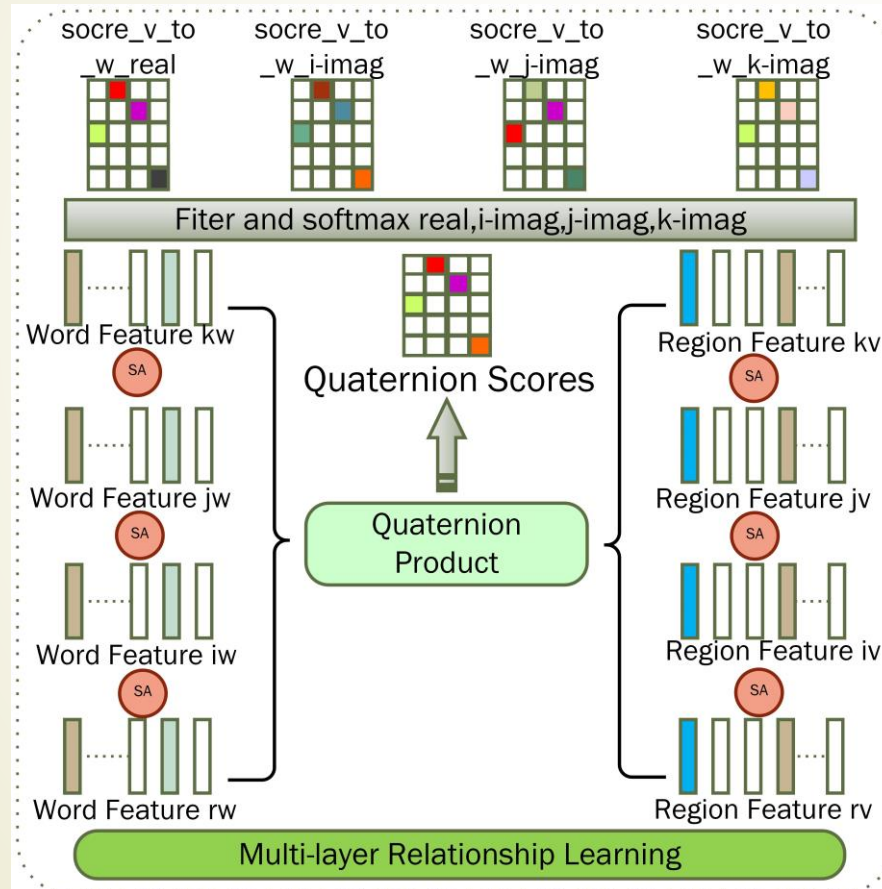 socre_v_to socre_v_to socre_v_to socre_v_to
_w_real _w_i-imag _w_j-imag _w_k-imag
Fiter and softmax real,i-imag,j-imag,k-imag
Word Feature kw
Region Feature kv
SA
SA
Quaternion Scores
Word Feature jw
Region Feature jv
SA
SA
Quaternion
Product
Word Feature iw
Region Feature iv
SA
SA
Word Feature rw
Region Feature rv
Multi-layer Relationship Learning